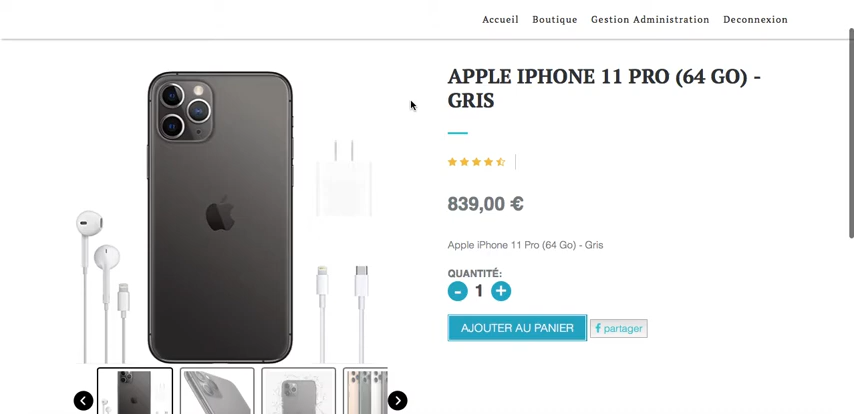 Accueil Boutique Gestion Administration Deconnexion
APPLE IPHONE 11 PRO (64 GO) -
GRIS
839,00 €
Apple iPhone 11 Pro (64 Go) - Gris
QUANTITÉ:
- 1 +
AJOUTER AU PANIER f partager